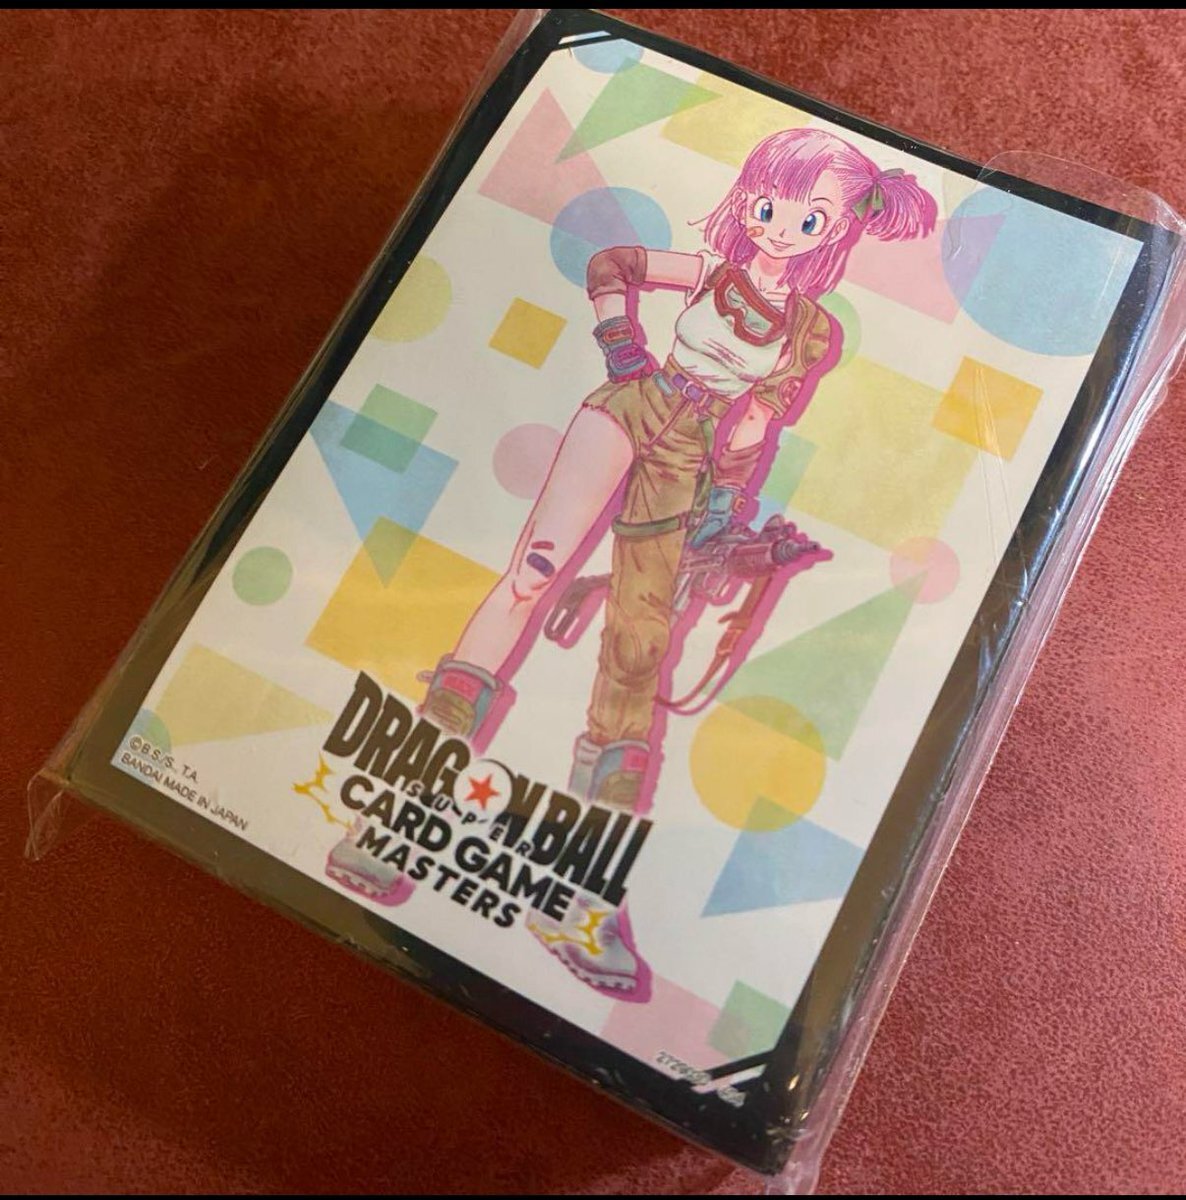 DRAGON BALL
SUPER
CARD GAME
MASTERS
©B.S./S., T.A.
BANDAI MADE IN JAPAN